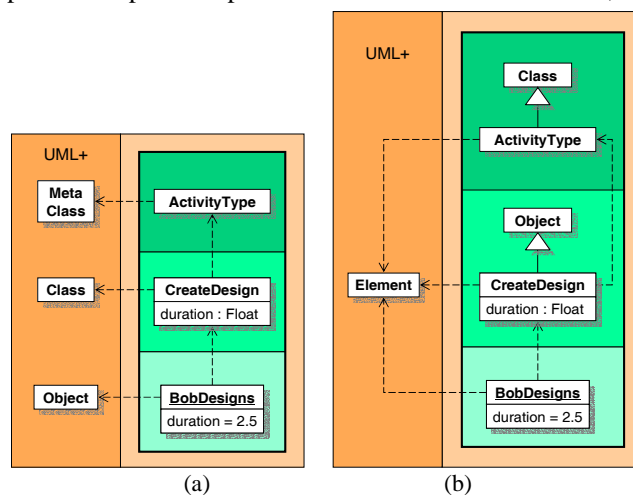 UML+
Meta
Class
ActivityType
Class
CreateDesign
duration : Float
Object
BobDesigns
duration = 2.5
(a)
UML+
Class
ActivityType
Object
Element
CreateDesign
duration : Float
BobDesigns
duration = 2.5
(b)